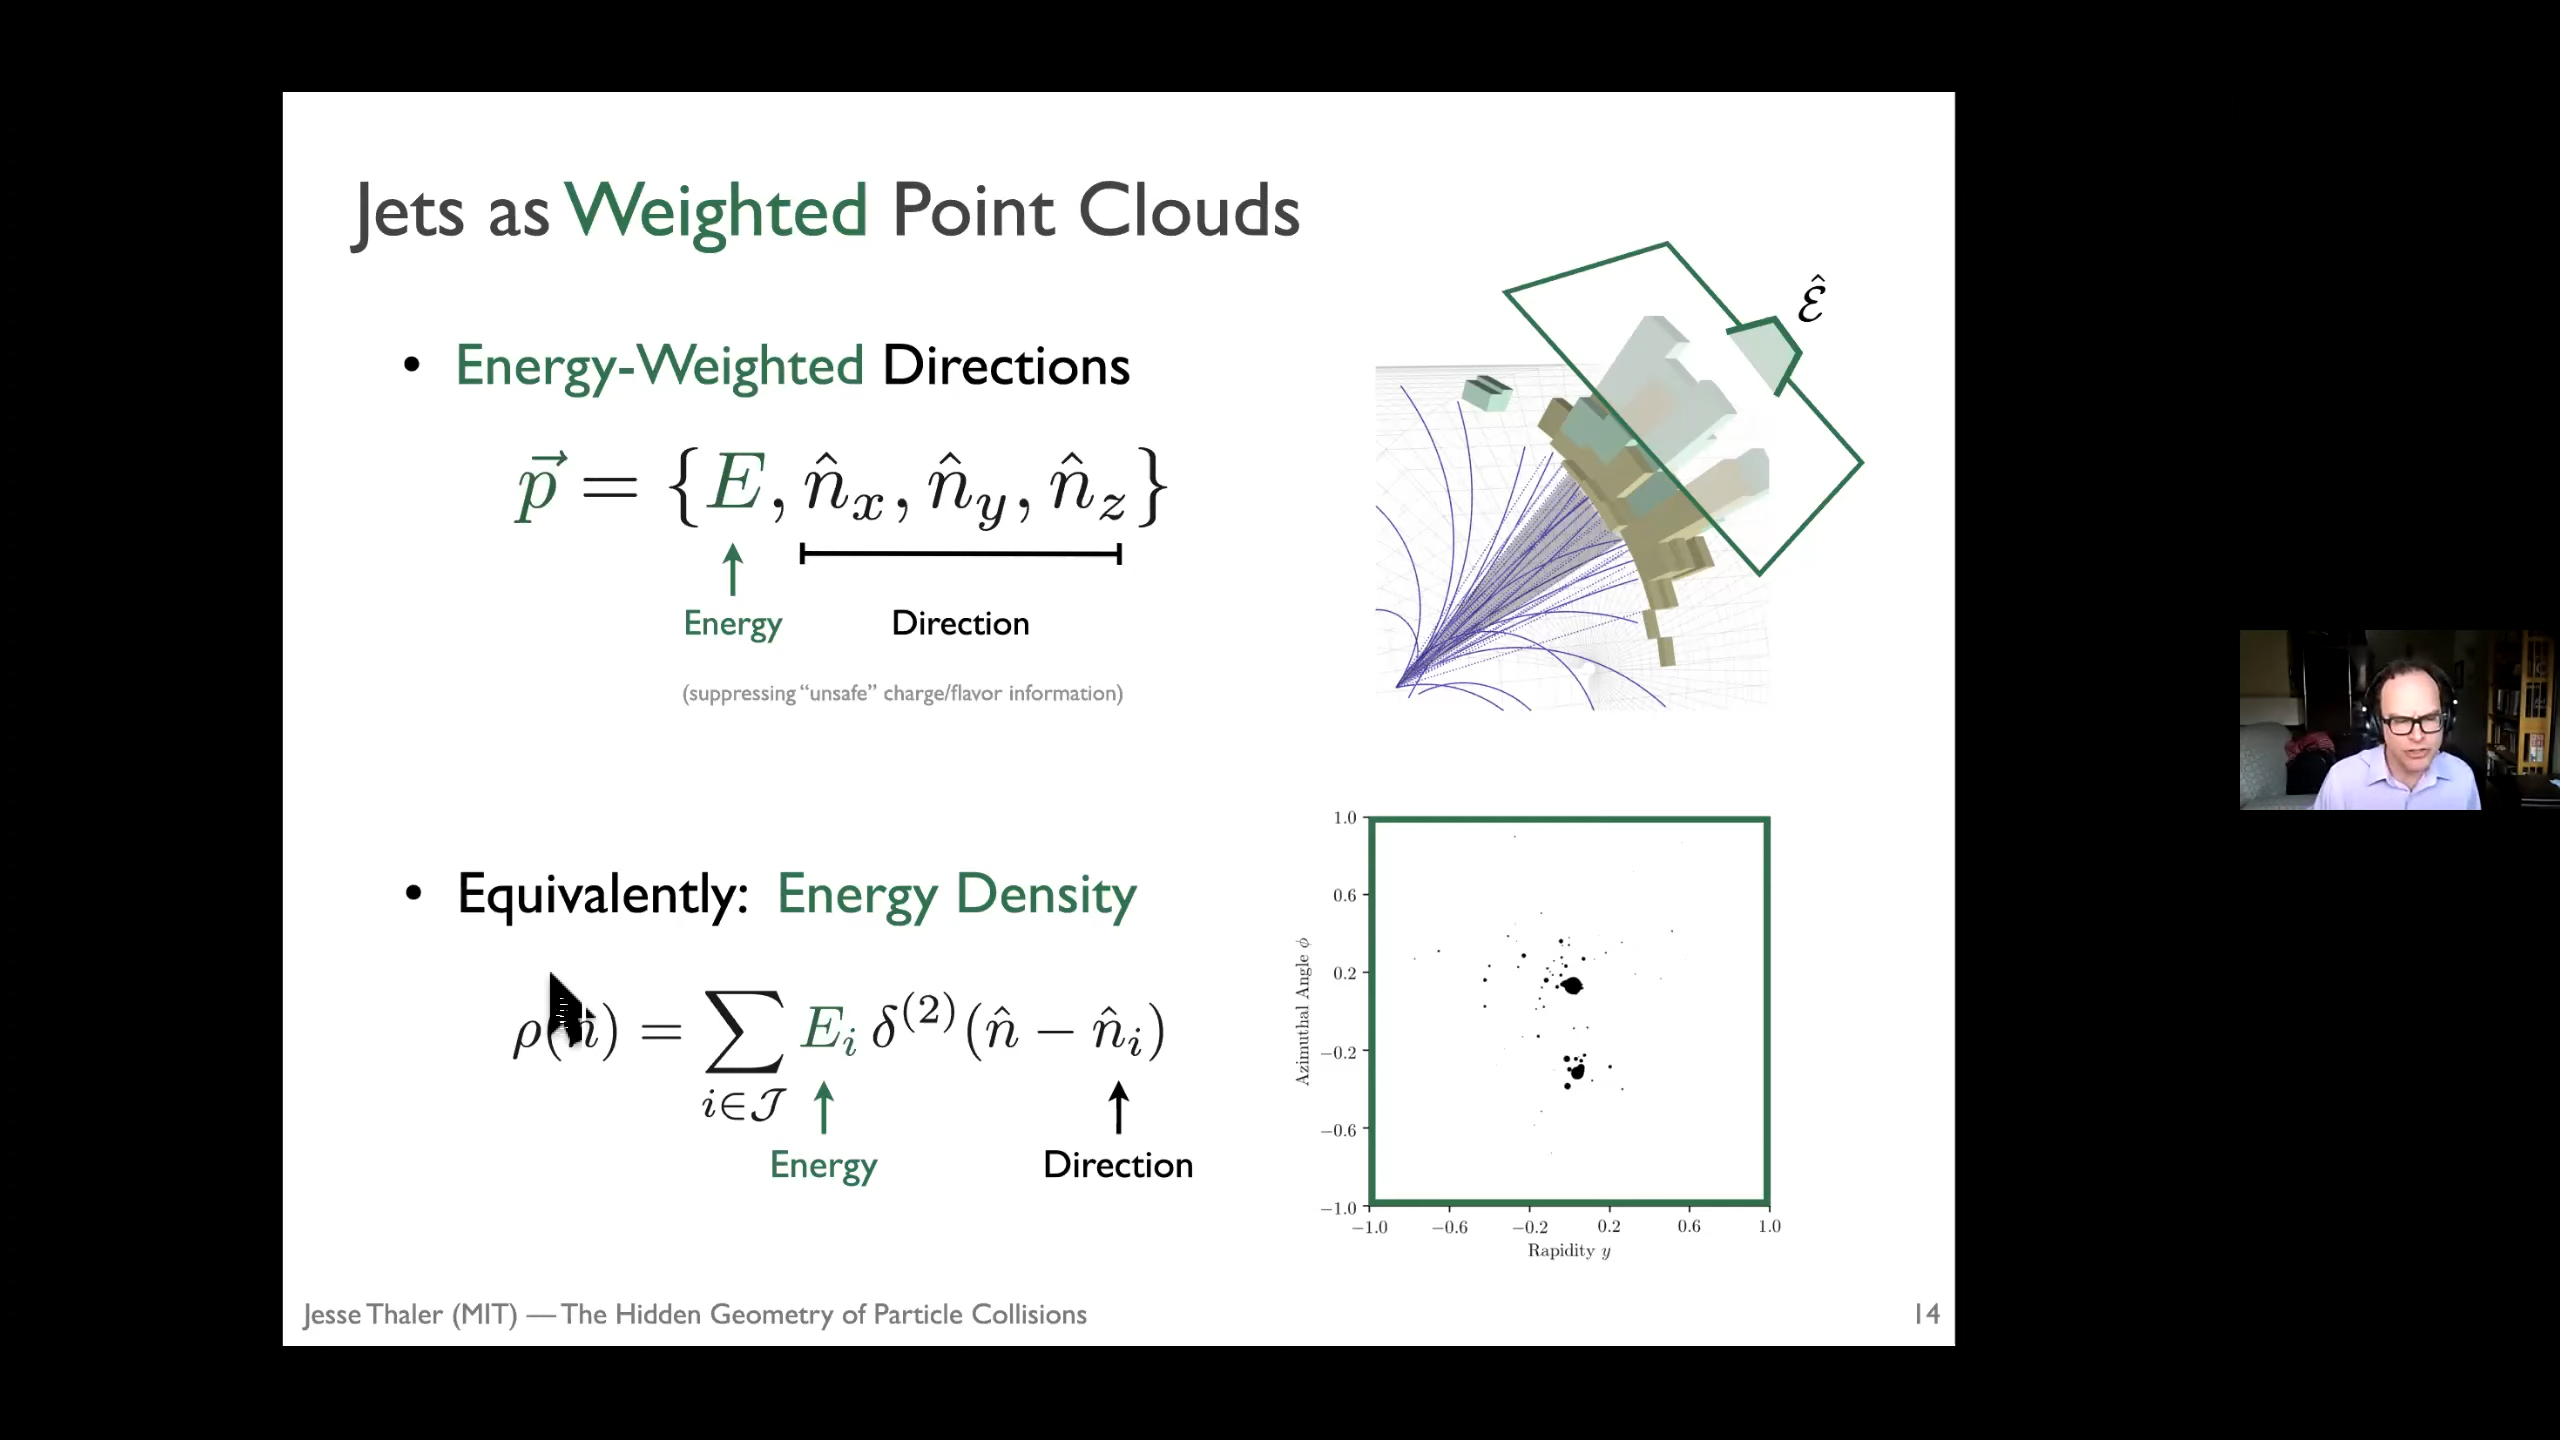 Jets as Weighted Point Clouds
• Energy-Weighted Directions
p⃗ = {E, n̂ₓ, n̂_y, n̂_z}
Energy
Direction
(suppressing “unsafe” charge/flavor information)
ℰ̂
• Equivalently: Energy Density
ρ(n̂) = ∑_{i∈𝒥} E_i δ^{(2)}(n̂ − n̂_i)
Energy
Direction
1.0
0.6
0.2
−0.2
−0.6
−1.0
Azimuthal Angle ϕ
−1.0 −0.6 −0.2 0.2 0.6 1.0
Rapidity y
Jesse Thaler (MIT) — The Hidden Geometry of Particle Collisions
14